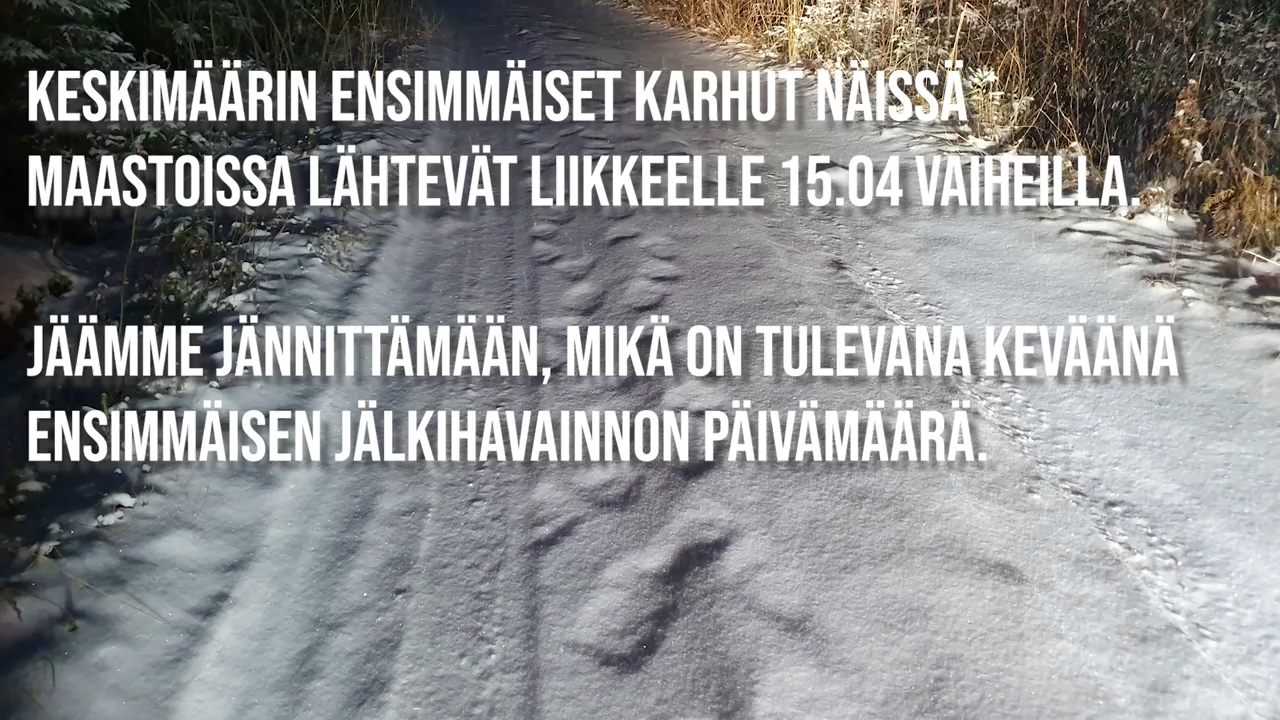 KESKIMÄÄRIN ENSIMMÄISET KARHUT NÄISSÄ
MAASTOISSA LÄHTEVÄT LIIKKEELLE 15.04 VAIHEILLA.
JÄÄMME JÄNNITTÄMÄÄN, MIKÄ ON TULEVANA KEVÄÄNÄ
ENSIMMÄISEN JÄLKIHAVAINNON PÄIVÄMÄÄRÄ.